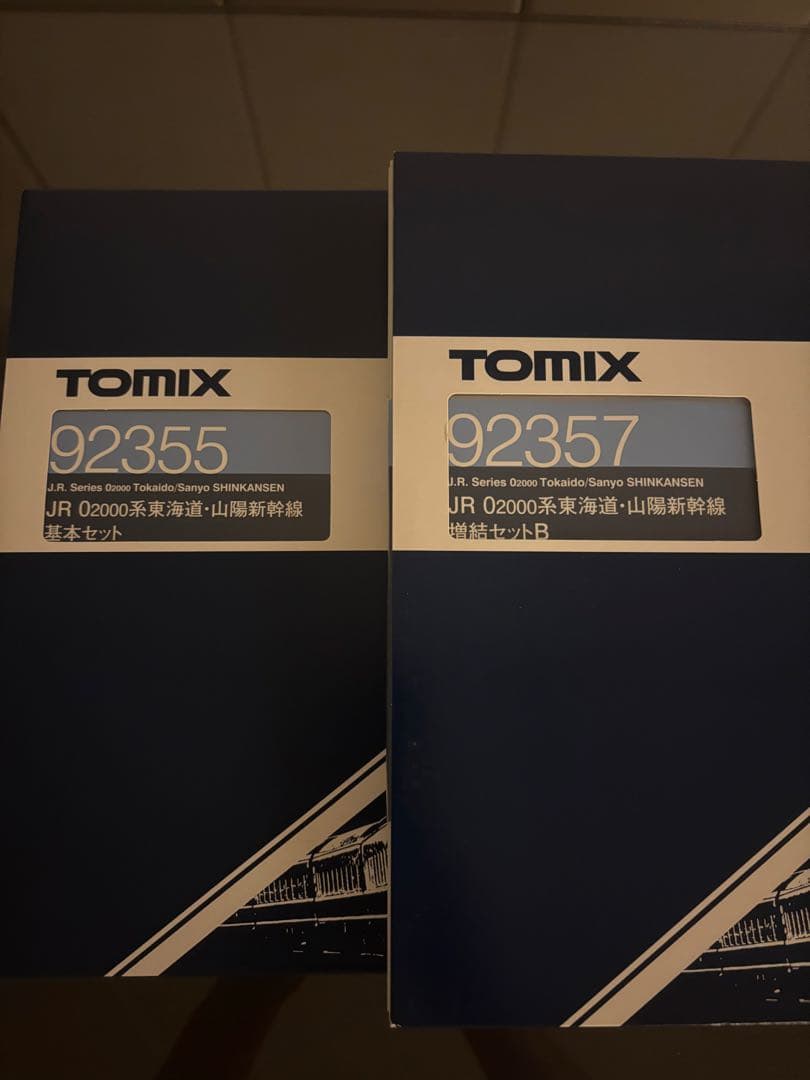 TOMIX
92355
J.R. Series 02000 Tokaido/Sanyo SHINKANSEN
JR 02000系東海道・山陽新幹線
基本セット
TOMIX
92357
J.R. Series 02000 Tokaido/Sanyo SHINKANSEN
JR 02000系東海道・山陽新幹線
増結セットB